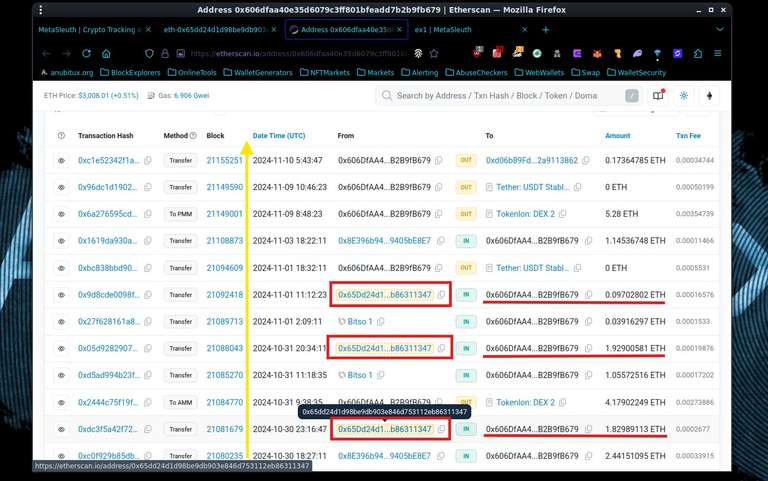 Address 0x606dfaa40e35d6079c3ff801bfeadd7b2b9fb679 | Etherscan — Mozilla Firefox
MetaSleuth | Crypto Tracking & eth-0x65dd24d1d98be9db903 Address 0x606dfaa40e35d ex1 | MetaSleuth
https://etherscan.io/address/0x606dfaa40e35d6079c3ff801
anubitux.org BlockExplorers OnlineTools WalletGenerators NFTMarkets Markets Alerting AbuseCheckers WebWallets Swap WalletSecurity
ETH Price: $3,008.01 (+0.51%) Gas: 6.906 Gwei Search by Address / Txn Hash / Block / Token / Doma /
Transaction Hash Method Block Date Time (UTC) From To Amount Txn Fee
0xc1e52342f1a... Transfer 21155251 2024-11-10 5:43:47 0x606DfAA4...B2B9fB679 OUT 0xd06b89Fd...2a9113862 0.17364785 ETH 0.00034744
0x96dc1d1902... Transfer 21149590 2024-11-09 10:46:23 0x606DfAA4...B2B9fB679 OUT Tether: USDT Stabl... 0 ETH 0.00050199
0x6a276595cd... To PMM 21149001 2024-11-09 8:48:23 0x606DfAA4...B2B9fB679 OUT Tokenlon: DEX 2 5.28 ETH 0.00354739
0x1619da930a... Transfer 21108873 2024-11-03 18:22:11 0x8E396b94...9405bE8E7 IN 0x606DfAA4...B2B9fB679 1.14536748 ETH 0.00011466
0xbc838bbd90... Transfer 21094609 2024-11-01 18:32:11 0x606DfAA4...B2B9fB679 OUT Tether: USDT Stabl... 0 ETH 0.0005531
0x9d8cde0098f... Transfer 21092418 2024-11-01 11:12:23 0x65Dd24d1...b86311347 IN 0x606DfAA4...B2B9fB679 0.09702802 ETH 0.00016576
0x27f628161a8... Transfer 21089713 2024-11-01 2:09:11 Bitso 1 IN 0x606DfAA4...B2B9fB679 0.03916297 ETH 0.0001533
0x05d9282907... Transfer 21088043 2024-10-31 20:34:11 0x65Dd24d1...b86311347 IN 0x606DfAA4...B2B9fB679 1.92900581 ETH 0.00019876
0xd5ad994b23f... Transfer 21085270 2024-10-31 11:18:35 Bitso 1 IN 0x606DfAA4...B2B9fB679 1.05572516 ETH 0.00017202
0x2444c75f19f... To AMM 21084770 2024-10-31 9:38:35 OUT Tokenlon: DEX 2 4.17902249 ETH 0.00273886
0x65dd24d1d98be9db903e846d753112eb86311347
0xdc3f5a42f72... Transfer 21081679 2024-10-30 23:16:47 0x65Dd24d1...b86311347 IN 0x606DfAA4...B2B9fB679 1.82989113 ETH 0.0002677
0xc0f929b85db... Transfer 21080235 2024-10-30 18:27:11 0x8E396b94...9405bE8E7 IN 0x606DfAA4...B2B9fB679 2.44151095 ETH 0.00033915
https://etherscan.io/address/0x65dd24d1d98be9db903e846d753112eb86311347